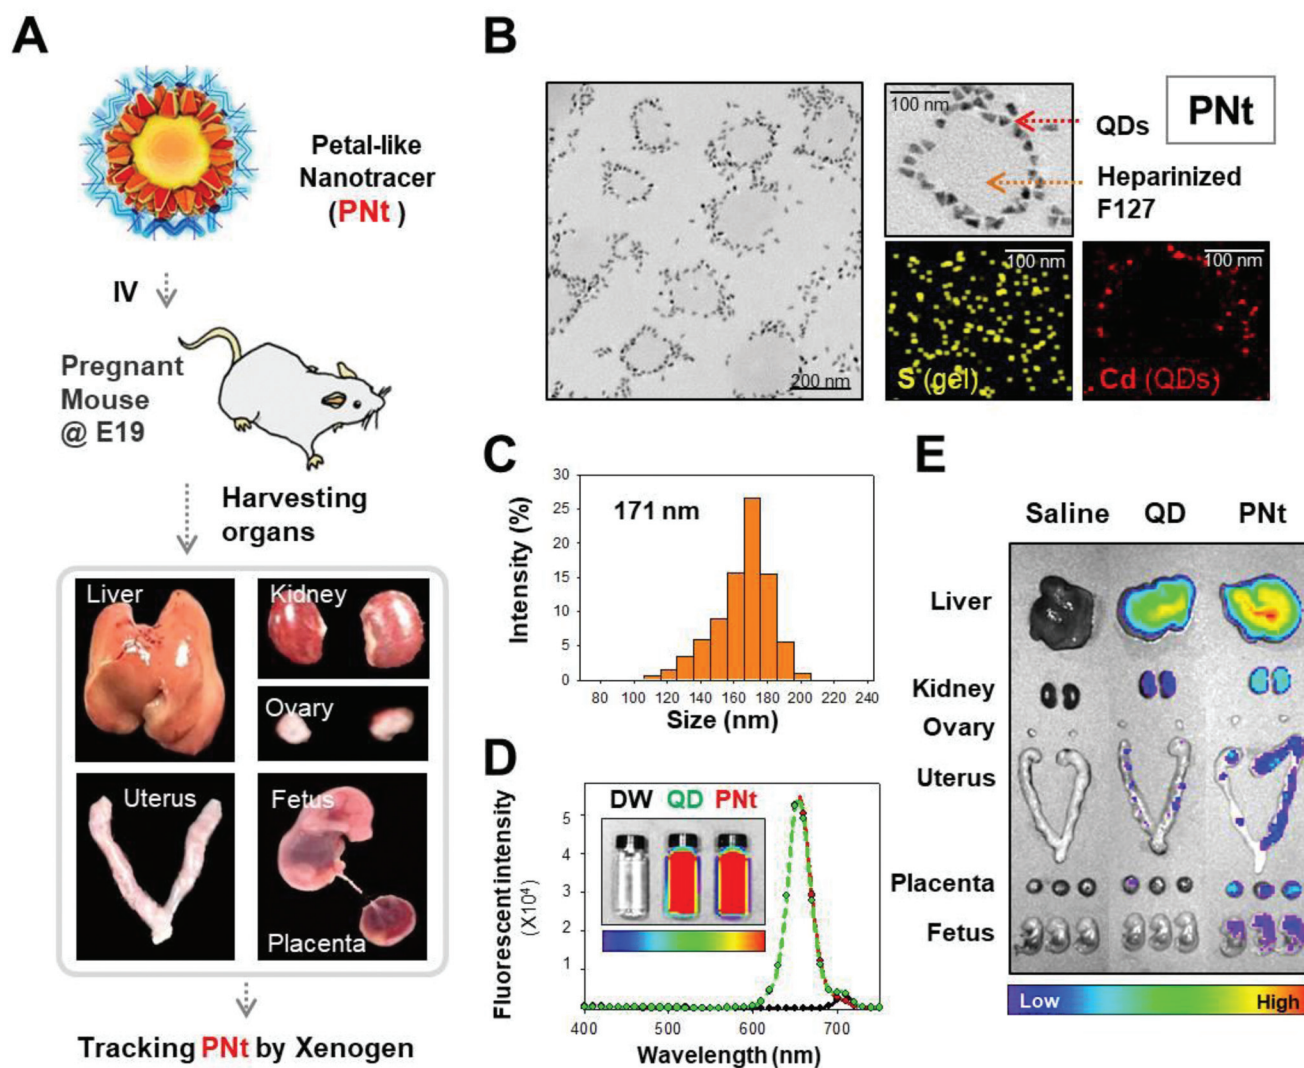 A
Petal-like
Nanotracer
(PNt )
IV
Pregnant
Mouse
@ E19
Harvesting
organs
Liver
Kidney
Ovary
Uterus
Fetus
Placenta
Tracking PNt by Xenogen
B
200 nm
100 nm
QDs
Heparinized
F127
PNt
100 nm
S (gel)
100 nm
Cd (QDs)
C
Intensity (%)
30
25
20
15
10
5
0
171 nm
80 100 120 140 160 180 200 220 240
Size (nm)
D
Fluorescent intensity
(X10⁴)
5
4
3
2
1
DW QD PNt
400 500 600 700
Wavelength (nm)
E
Saline QD PNt
Liver
Kidney
Ovary
Uterus
Placenta
Fetus
Low High